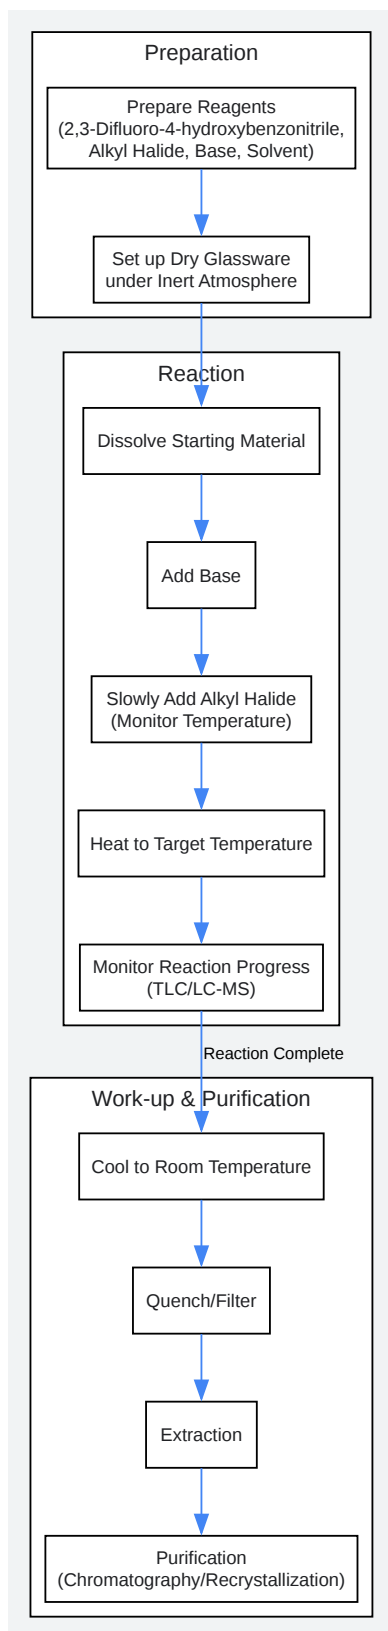 Preparation
Prepare Reagents
(2,3-Difluoro-4-hydroxybenzonitrile,
Alkyl Halide, Base, Solvent)
Set up Dry Glassware
under Inert Atmosphere
Reaction
Dissolve Starting Material
Add Base
Slowly Add Alkyl Halide
(Monitor Temperature)
Heat to Target Temperature
Monitor Reaction Progress
(TLC/LC-MS)
Reaction Complete
Work-up & Purification
Cool to Room Temperature
Quench/Filter
Extraction
Purification
(Chromatography/Recrystallization)